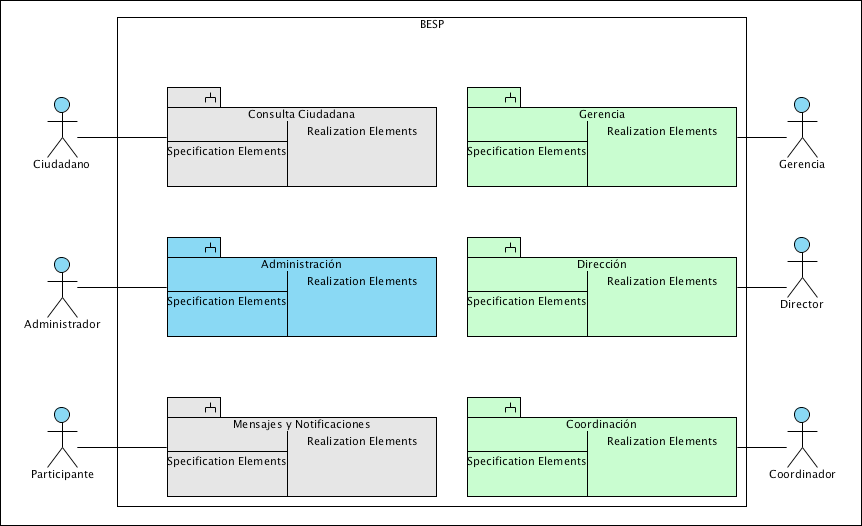 BESP
Consulta Ciudadana
Realization Elements
Specification Elements
Ciudadano
Gerencia
Realization Elements
Specification Elements
Gerencia
Administración
Realization Elements
Specification Elements
Administrador
Dirección
Realization Elements
Specification Elements
Director
Mensajes y Notificaciones
Realization Elements
Specification Elements
Participante
Coordinación
Realization Elements
Specification Elements
Coordinador